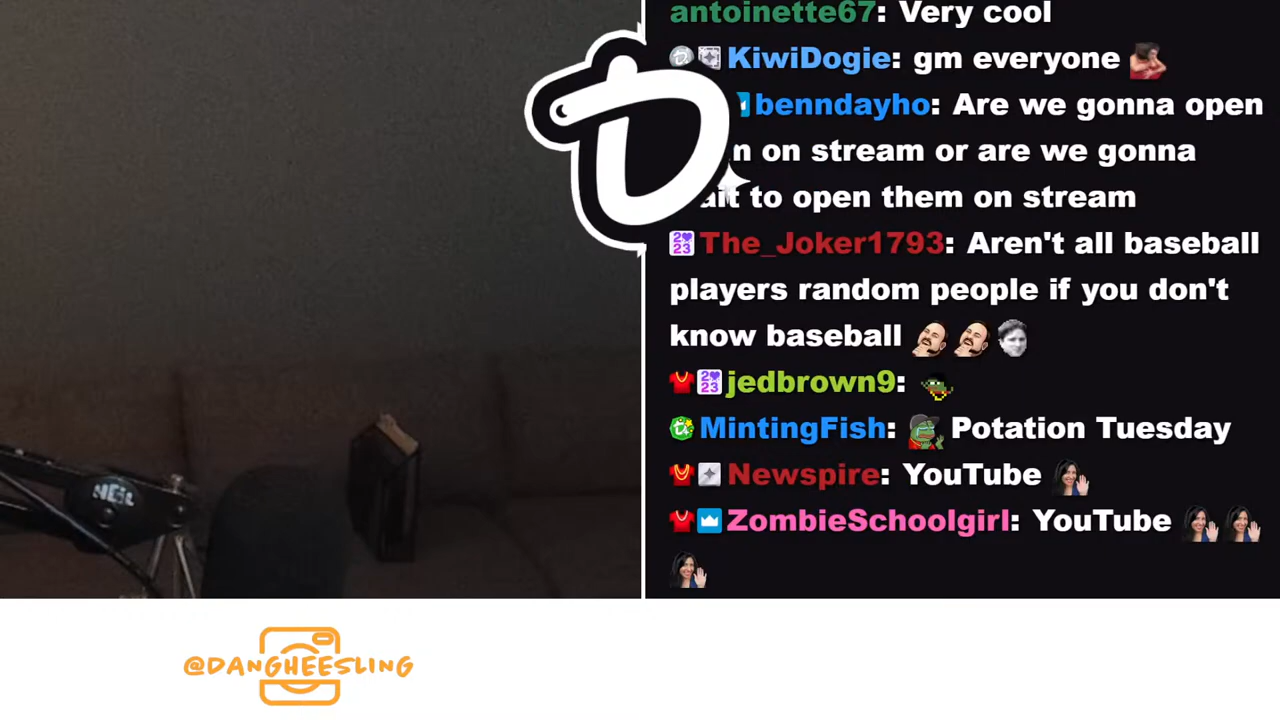 antoinette67: Very cool
KiwiDogie: gm everyone
benndayho: Are we gonna open
on stream or are we gonna
to open them on stream
The_Joker1793: Aren't all baseball
players random people if you don't
know baseball
jedbrown9:
MintingFish: Potation Tuesday
Newspire: YouTube
ZombieSchoolgirl: YouTube
NEIL
@DANGHEESLING